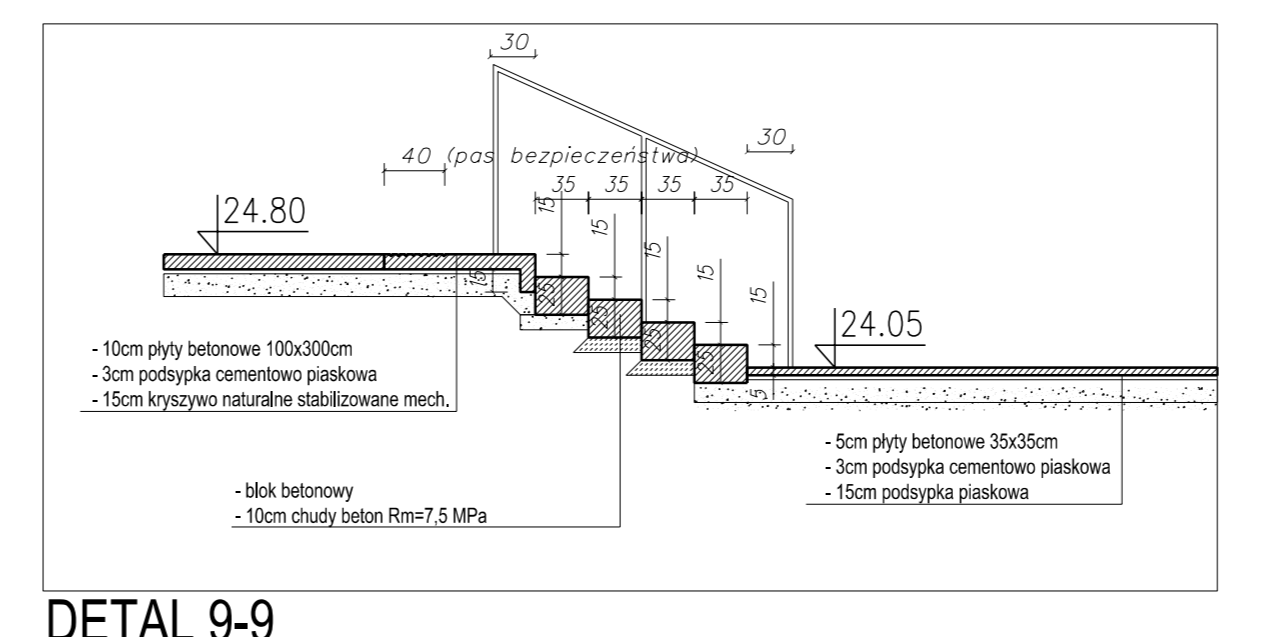 30
30
40 (pas bezpieczeństwa)
35 35 35 35
15
15
15
15
15
15
24.80
25
25
25
25
5
24.05
- 10cm płyty betonowe 100x300cm
- 3cm podsypka cementowo piaskowa
- 15cm kryszywo naturalne stabilizowane mech.
- 5cm płyty betonowe 35x35cm
- 3cm podsypka cementowo piaskowa
- 15cm podsypka piaskowa
- blok betonowy
- 10cm chudy beton Rm=7,5 MPa
DETAL 9-9